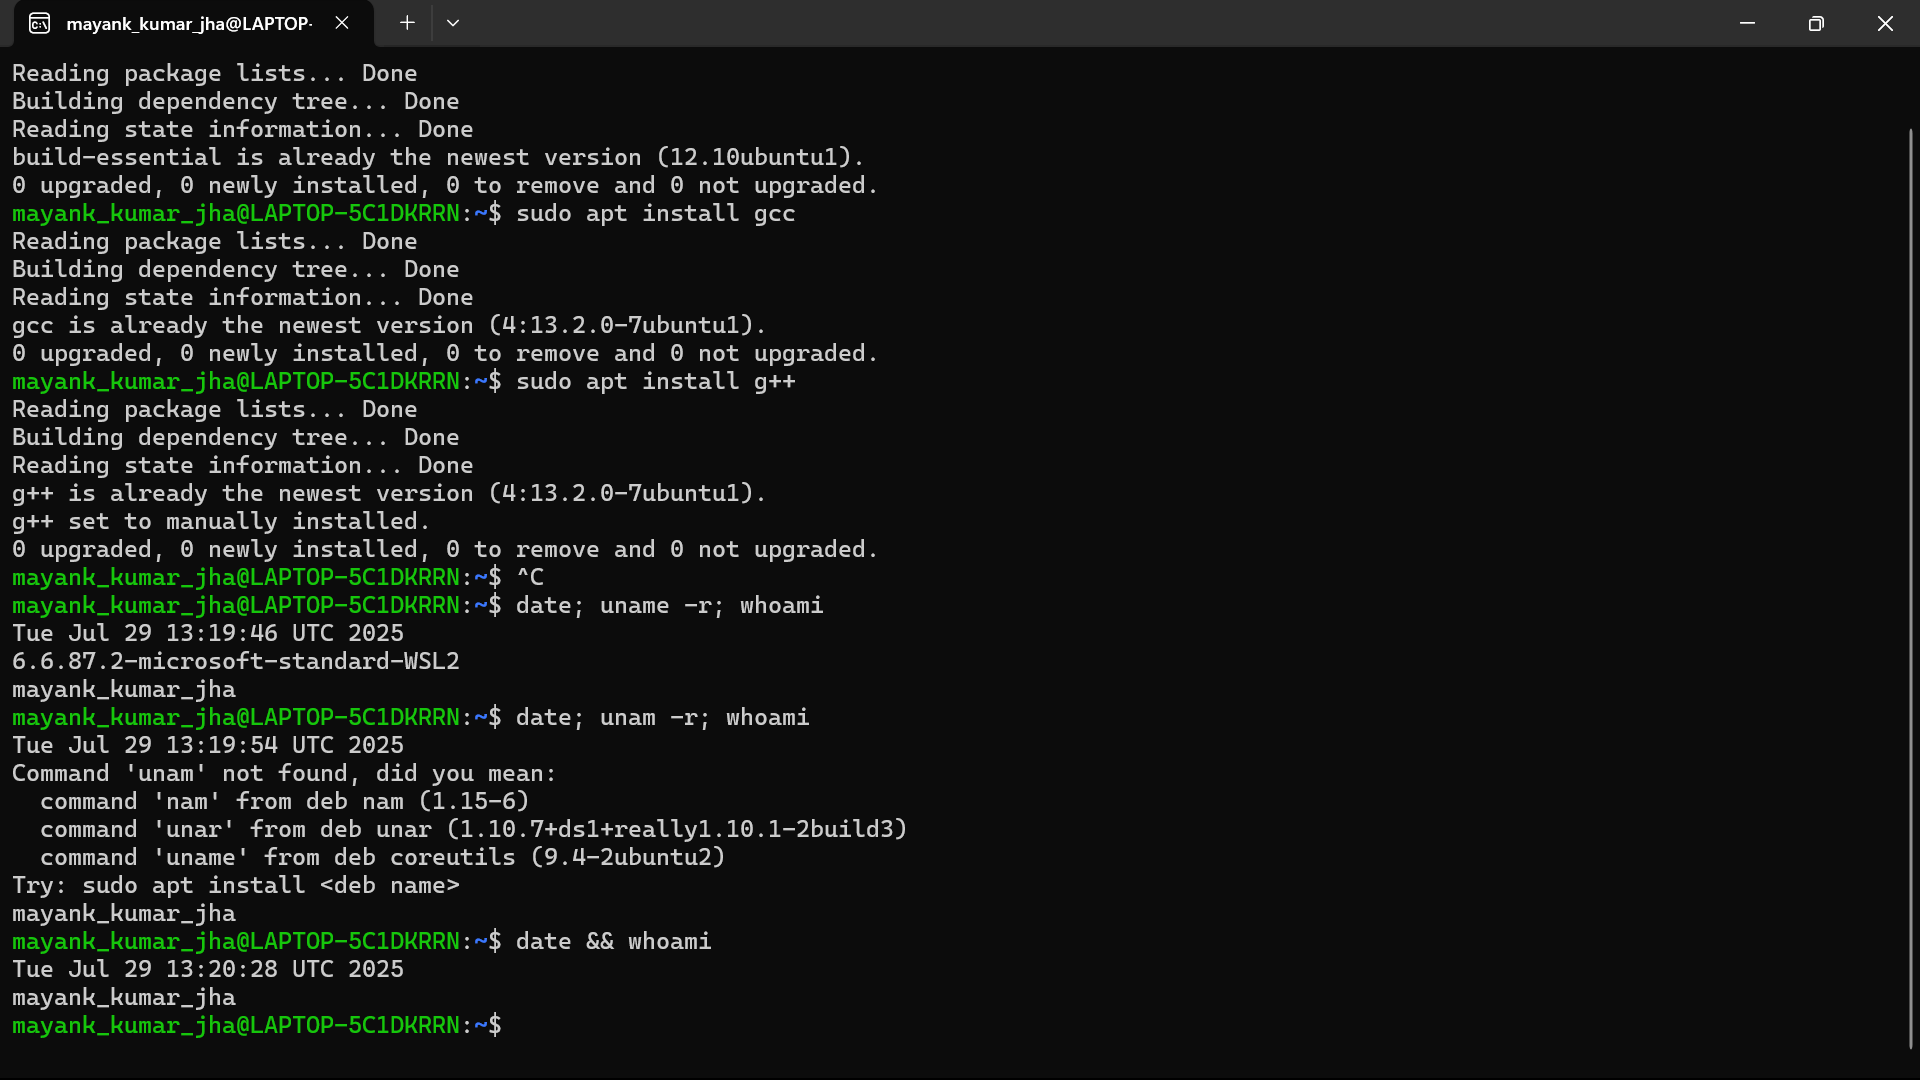 mayank_kumar_jha@LAPTOP-
Reading package lists... Done
Building dependency tree... Done
Reading state information... Done
build-essential is already the newest version (12.10ubuntu1).
0 upgraded, 0 newly installed, 0 to remove and 0 not upgraded.
mayank_kumar_jha@LAPTOP-5C1DKRRN:~$ sudo apt install gcc
Reading package lists... Done
Building dependency tree... Done
Reading state information... Done
gcc is already the newest version (4:13.2.0-7ubuntu1).
0 upgraded, 0 newly installed, 0 to remove and 0 not upgraded.
mayank_kumar_jha@LAPTOP-5C1DKRRN:~$ sudo apt install g++
Reading package lists... Done
Building dependency tree... Done
Reading state information... Done
g++ is already the newest version (4:13.2.0-7ubuntu1).
g++ set to manually installed.
0 upgraded, 0 newly installed, 0 to remove and 0 not upgraded.
mayank_kumar_jha@LAPTOP-5C1DKRRN:~$ ^C
mayank_kumar_jha@LAPTOP-5C1DKRRN:~$ date; uname -r; whoami
Tue Jul 29 13:19:46 UTC 2025
6.6.87.2-microsoft-standard-WSL2
mayank_kumar_jha
mayank_kumar_jha@LAPTOP-5C1DKRRN:~$ date; unam -r; whoami
Tue Jul 29 13:19:54 UTC 2025
Command 'unam' not found, did you mean:
  command 'nam' from deb nam (1.15-6)
  command 'unar' from deb unar (1.10.7+ds1+really1.10.1-2build3)
  command 'uname' from deb coreutils (9.4-2ubuntu2)
Try: sudo apt install <deb name>
mayank_kumar_jha
mayank_kumar_jha@LAPTOP-5C1DKRRN:~$ date && whoami
Tue Jul 29 13:20:28 UTC 2025
mayank_kumar_jha
mayank_kumar_jha@LAPTOP-5C1DKRRN:~$